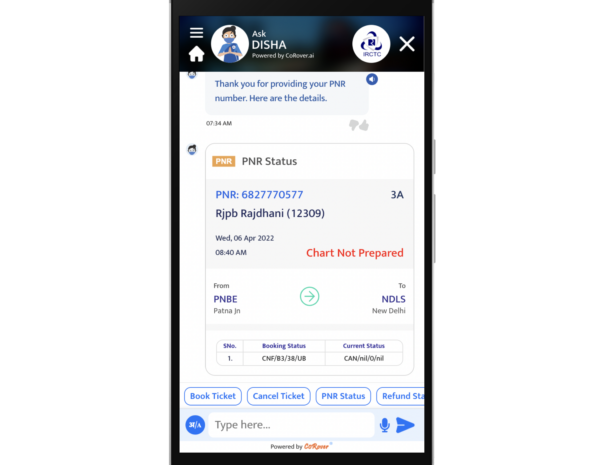 Ask
DISHA
Powered by CoRover.ai
IRCTC
Thank you for providing your PNR
number. Here are the details.
07:34 AM
PNR PNR Status
PNR: 6827770577 3A
Rjpb Rajdhani (12309)
Wed, 06 Apr 2022
08:40 AM Chart Not Prepared
From To
PNBE NDLS
Patna Jn New Delhi
SNo. Booking Status Current Status
1. CNF/B3/38/UB CAN/nil/0/nil
Book Ticket Cancel Ticket PNR Status Refund Sta
Type here...
Powered by CoRover